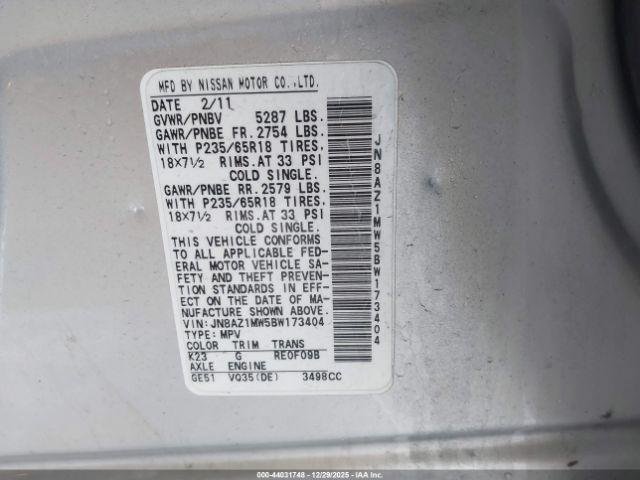 MFD BY NISSAN MOTOR CO.,LTD.
DATE 2/11
GVWR/PNBV 5287 LBS.
GAWR/PNBE FR. 2754 LBS.
WITH P235/65R18 TIRES.
18X7½ RIMS.AT 33 PSI
COLD SINGLE.
GAWR/PNBE RR. 2579 LBS.
WITH P235/65R18 TIRES.
18X7½ RIMS.AT 33 PSI
COLD SINGLE.
THIS VEHICLE CONFORMS
TO ALL APPLICABLE FED-
ERAL MOTOR VEHICLE SA-
FETY AND THEFT PREVEN-
TION STANDARDS IN EFF-
ECT ON THE DATE OF MA-
NUFACTURE SHOWN ABOVE.
VIN: JN8AZ1MW5BW173404
TYPE: MPV
COLOR TRIM TRANS
K23 G RE0F09B
AXLE ENGINE
GE51 VQ35(DE) 3498CC
JN8AZ1MW5BW173404
000-44031748 - 12/29/2025 - IAAI.COM